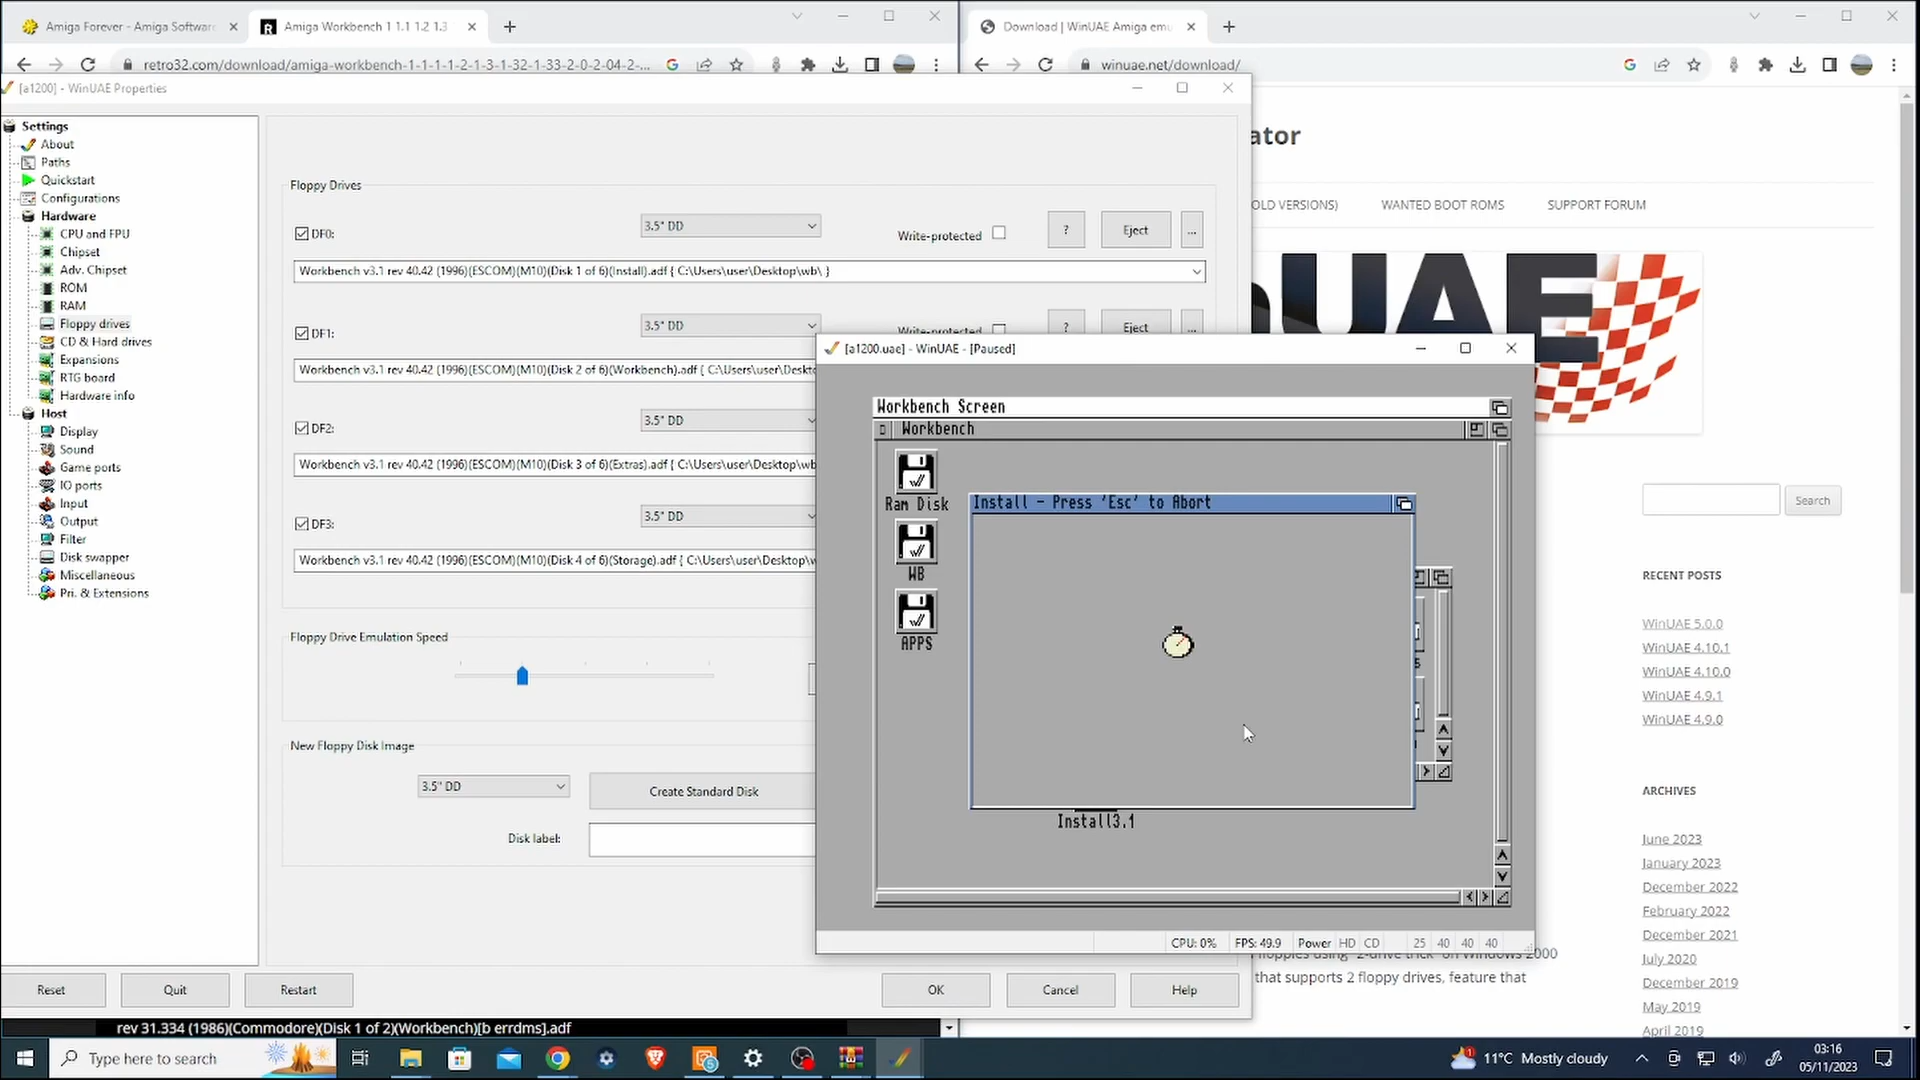 Amiga Forever - Amiga Software
Amiga Workbench 1 1.1 1.2 1.3
Download | WinUAE Amiga emu
retro32.com/download/amiga-workbench-1-1-1-1-2-1-3-1-32-1-33-2-0-2-04-2-...
winuae.net/download/
[a1200] - WinUAE Properties
Settings
About
Paths
Quickstart
Configurations
Hardware
CPU and FPU
Chipset
Adv. Chipset
ROM
RAM
Floppy drives
CD & Hard drives
Expansions
RTG board
Hardware info
Host
Display
Sound
Game ports
IO ports
Input
Output
Filter
Disk swapper
Miscellaneous
Pri. & Extensions
Floppy Drives
DF0:
3.5" DD
Write-protected
?
Eject
...
Workbench v3.1 rev 40.42 (1996)(ESCOM)(M10)(Disk 1 of 6)(Install).adf { C:\Users\user\Desktop\wb\ }
DF1:
3.5" DD
Write-protected
?
Eject
...
Workbench v3.1 rev 40.42 (1996)(ESCOM)(M10)(Disk 2 of 6)(Workbench).adf { C:\Users\user\Deskto
DF2:
3.5" DD
Workbench v3.1 rev 40.42 (1996)(ESCOM)(M10)(Disk 3 of 6)(Extras).adf { C:\Users\user\Desktop\wb
DF3:
3.5" DD
Workbench v3.1 rev 40.42 (1996)(ESCOM)(M10)(Disk 4 of 6)(Storage).adf { C:\Users\user\Desktop\w
Floppy Drive Emulation Speed
New Floppy Disk Image
3.5" DD
Create Standard Disk
Disk label:
Reset
Quit
Restart
OK
Cancel
Help
rev 31.334 (1986)(Commodore)(Disk 1 of 2)(Workbench)[b errdms].adf
[a1200.uae] - WinUAE - [Paused]
Workbench Screen
Workbench
Ram Disk
WB
APPS
Install - Press 'Esc' to Abort
Install3.1
CPU: 0%
FPS: 49.9
Power
HD
CD
25
40
40
40
ator
OLD VERSIONS)
WANTED BOOT ROMS
SUPPORT FORUM
UAE
Search
RECENT POSTS
WinUAE 5.0.0
WinUAE 4.10.1
WinUAE 4.10.0
WinUAE 4.9.1
WinUAE 4.9.0
ARCHIVES
June 2023
January 2023
December 2022
February 2022
December 2021
July 2020
December 2019
May 2019
April 2019
floppies using "2-drive trick" on Windows 2000
that supports 2 floppy drives, feature that
Type here to search
11°C Mostly cloudy
03:16
05/11/2023